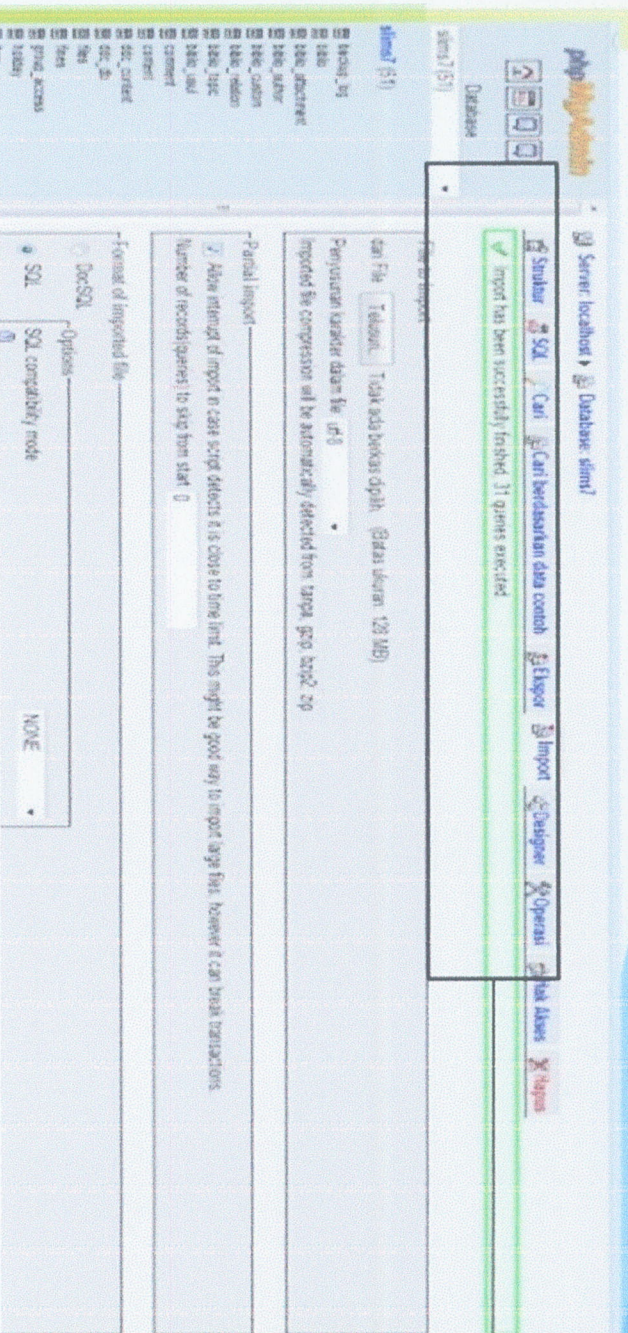 phpMyAdmin
Database
slims7 (51)
slims7 (51)
backup_log
biblio
biblio_attachment
biblio_author
biblio_custom
biblio_relation
biblio_topic
comment
content
files
fines
group_access
holiday
Server: localhost Database: slims7
Struktur SQL Cari Cari berdasarkan data contoh Ekspor Import Designer Operasi Hak Akses Hapus
Import has been successfully finished, 31 queries executed.
File to import
dari File Telusuri... Tidak ada berkas dipilih. (Batas ukuran: 128 MB)
Penyusunan karakter dalam file: utf8
Imported file compression will be automatically detected from: tanpa, gzip, bzip2, zip
Partial import
Allow interrupt of import in case script detects it is close to time limit. This might be good way to import large files, however it can break transactions.
Number of records(queries) to skip from start 0
Format of imported file
DocSQL
SQL
Options
SQL compatibility mode NONE